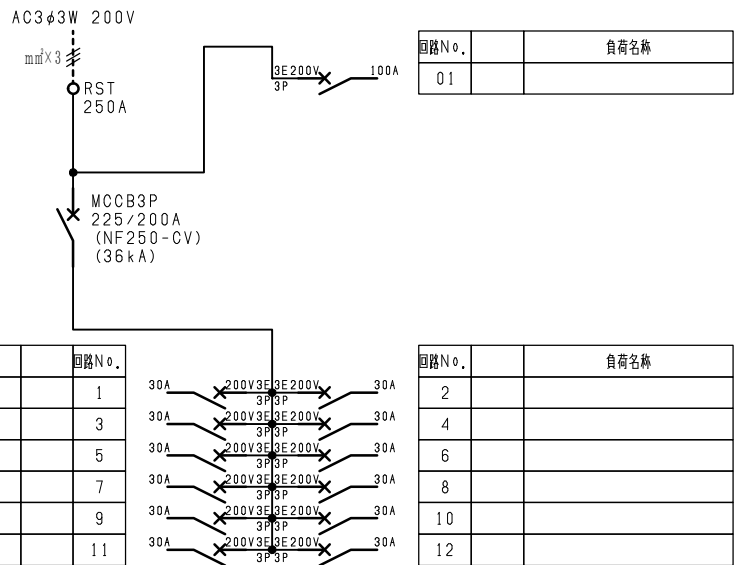 AC3φ3W 200V
mm²×3
RST
250A
3E200V
3P
100A
回路No.
負荷名称
01
MCCB3P
225/200A
(NF250-CV)
(36kA)
回路No.
回路No.
負荷名称
1
30A
200V3E
3P
3E200V
3P
30A
2
3
30A
200V3E
3P
3E200V
3P
30A
4
5
30A
200V3E
3P
3E200V
3P
30A
6
7
30A
200V3E
3P
3E200V
3P
30A
8
9
30A
200V3E
3P
3E200V
3P
30A
10
11
30A
200V3E
3P
3E200V
3P
30A
12